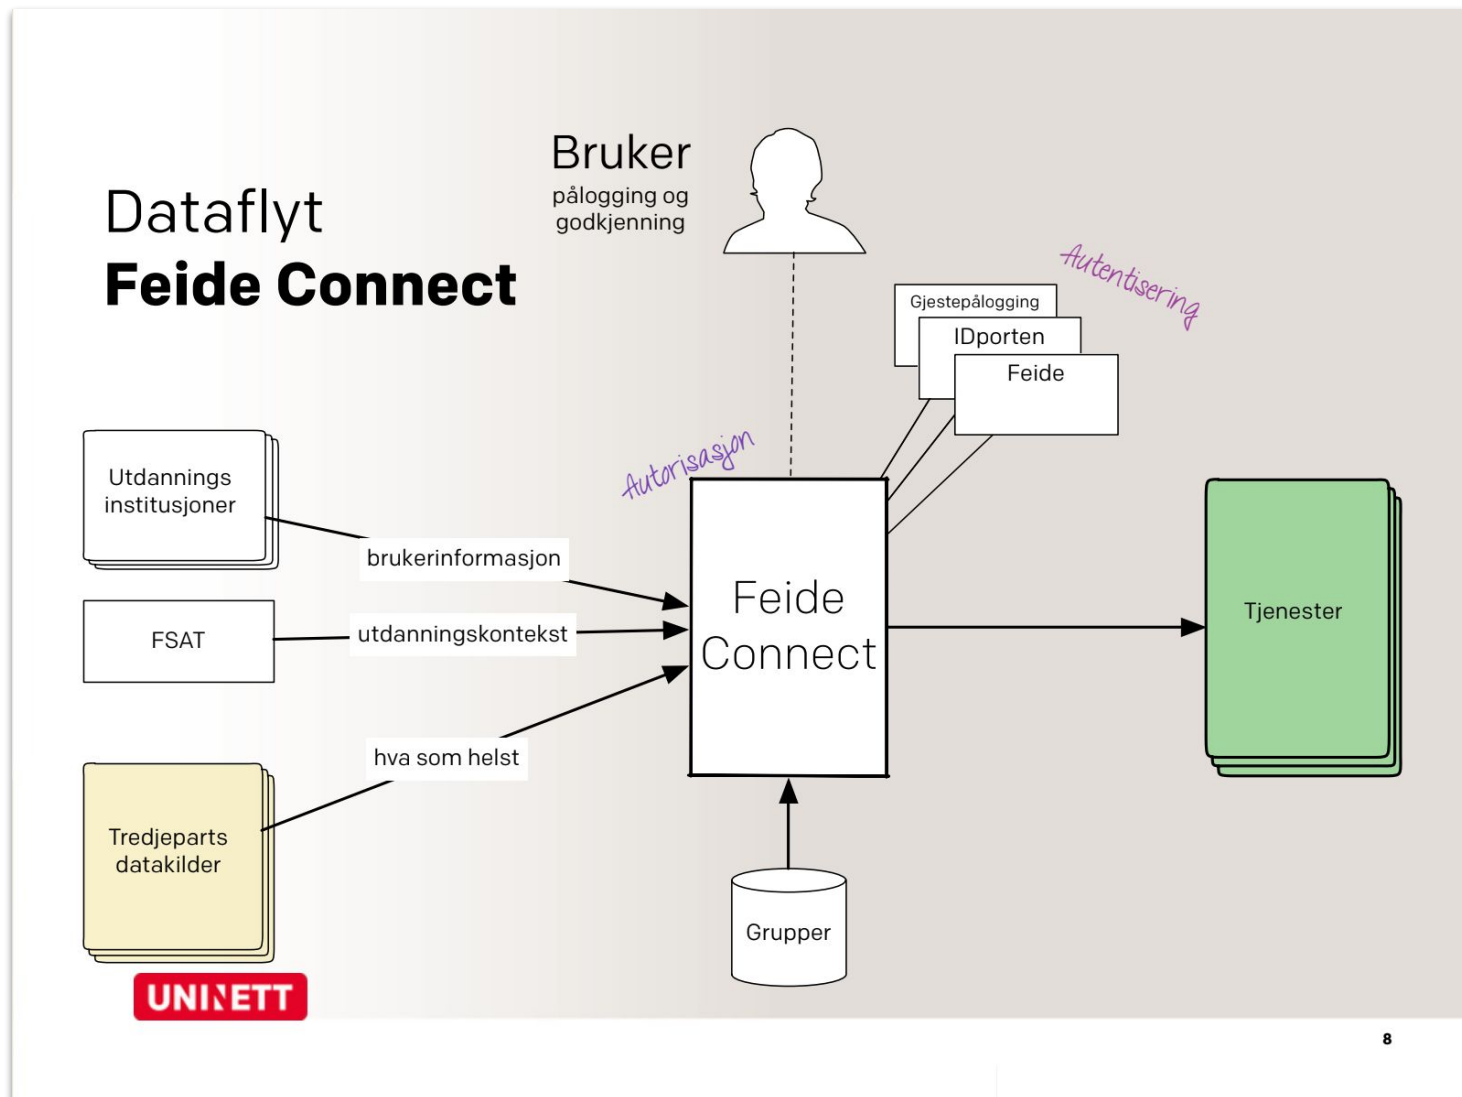 Dataflyt
Feide Connect
Bruker
pålogging og
godkjenning
Autentisering
Gjestepålogging
IDporten
Feide
Autorisasjon
Utdannings
institusjoner
brukerinformasjon
FSAT
utdanningskontekst
Feide
Connect
Tjenester
hva som helst
Tredjeparts
datakilder
Grupper
UNINETT
8